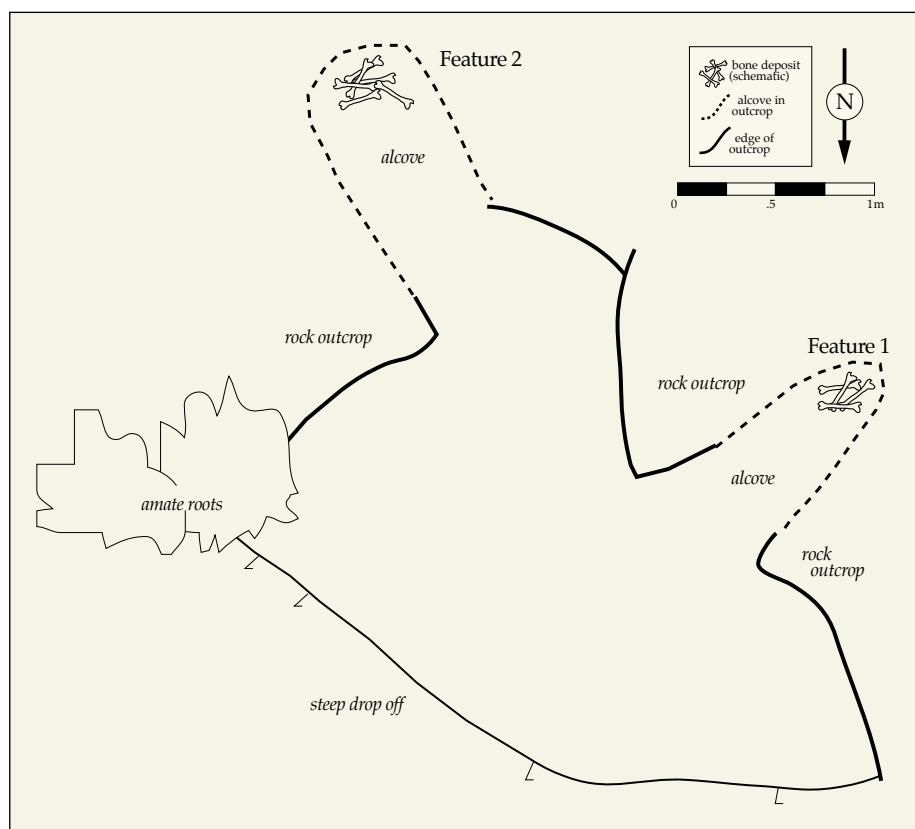 Feature 2
bone deposit
(schematic)
alcove in
outcrop
edge of
outcrop
N
0 .5 1m
alcove
rock outcrop
Feature 1
rock outcrop
alcove
amate roots
rock
outcrop
steep drop off